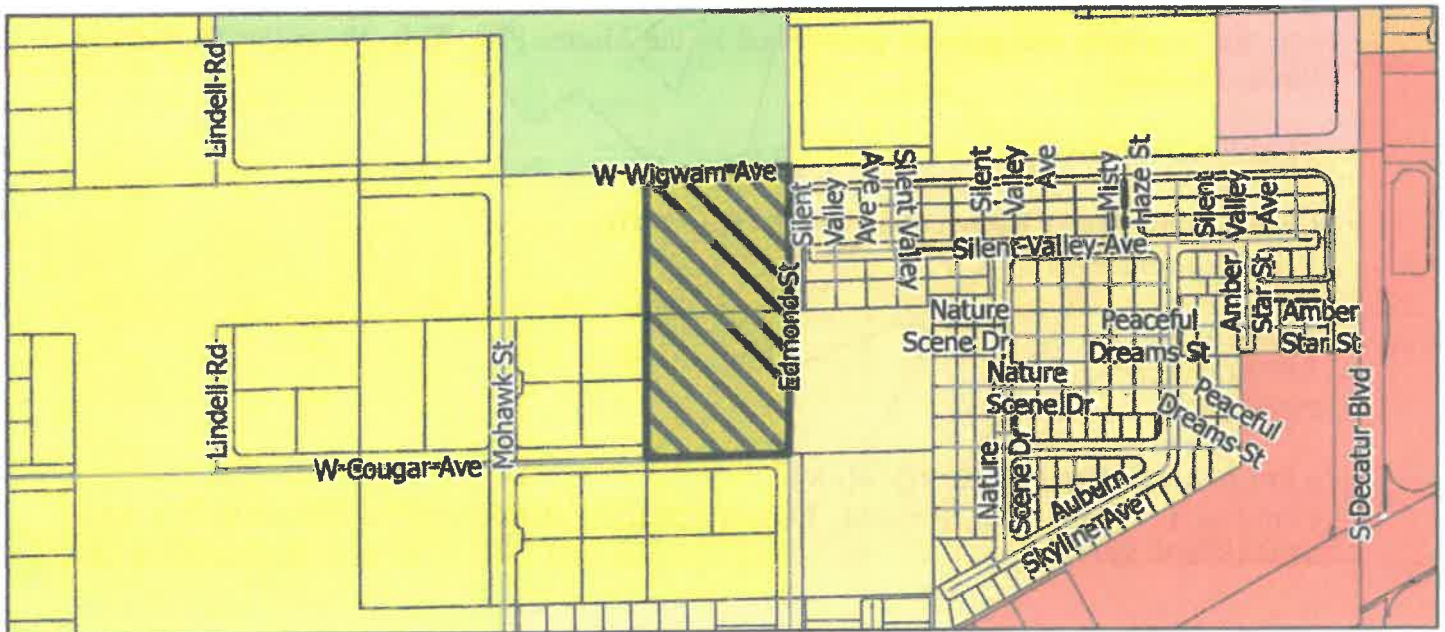 Lindell Rd
W Wigwam Ave
Silent
Valley
Ave
Ave
Silent Valley
Silent
Valley
Ave
Misty
Haze St
Silent
Valley
Ave
Silent Valley Ave
Edmond St
Amber
Star St
Amber
Star St
Nature
Scene Dr
Peaceful
Dreams St
Lindell Rd
Mohawk St
Nature
Scene Dr
Peaceful
Dreams St
S Decatur Blvd
W Cougar Ave
Nature
Scene Dr
Auburn
Skyline Ave